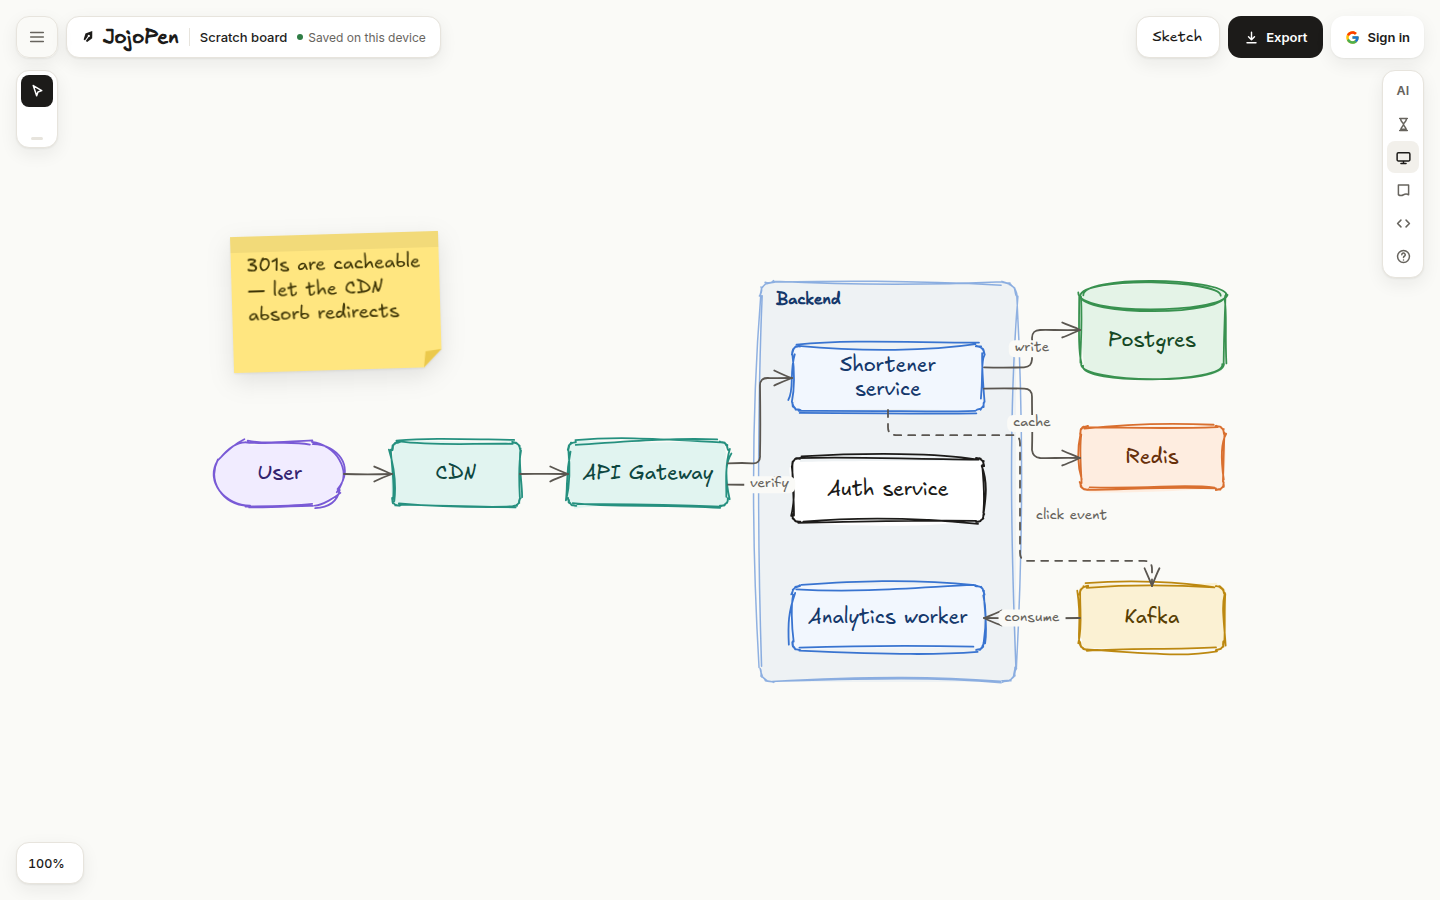 JojoPen
Scratch board
Saved on this device
Sketch
Export
Sign in
AI
301s are cacheable
— let the CDN
absorb redirects
Backend
Shortener
service
write
Postgres
cache
User
CDN
API Gateway
verify
Auth service
Redis
click event
Analytics worker
consume
Kafka
100%